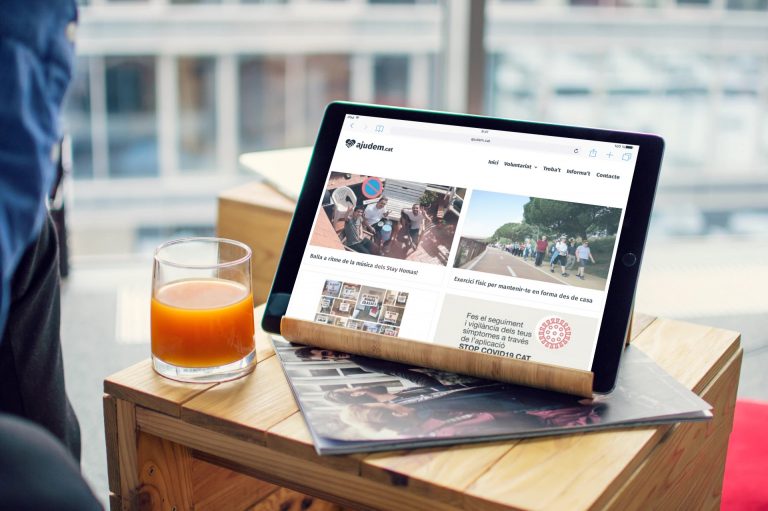 iPad
ajudem.cat
ajudem.cat
Inici Voluntariat Troba't Informa't Contacte
Balla a ritme de la música dels Stay Homas!
Exercici físic per mantenir-te en forma des de casa
Fes el seguiment
i vigilància dels teus
símptomes a través
de l'aplicació
STOP COVID19 CAT